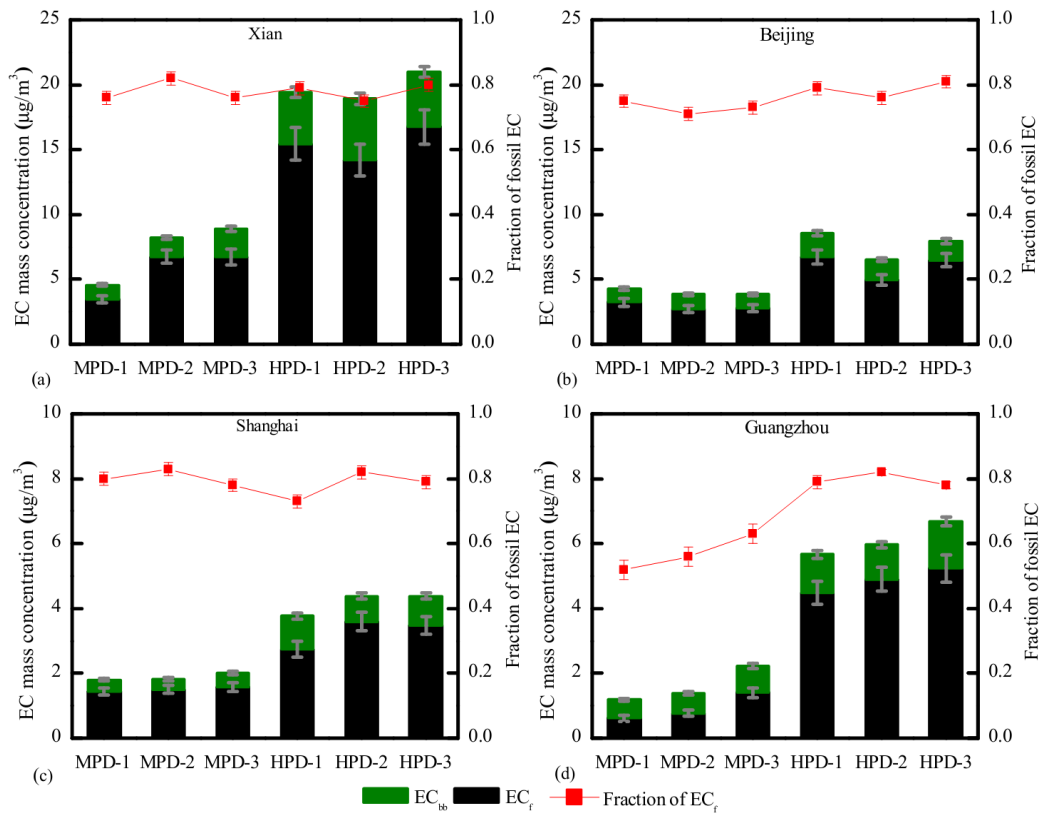 Xian
EC mass concentration (μg/m³)
25
20
15
10
5
0
1.0
0.8
0.6
0.4
0.2
0.0
Fraction of fossil EC
MPD-1 MPD-2 MPD-3 HPD-1 HPD-2 HPD-3
(a)
Beijing
EC mass concentration (μg/m³)
25
20
15
10
5
0
1.0
0.8
0.6
0.4
0.2
0.0
Fraction of fossil EC
MPD-1 MPD-2 MPD-3 HPD-1 HPD-2 HPD-3
(b)
Shanghai
EC mass concentration (μg/m³)
10
8
6
4
2
0
1.0
0.8
0.6
0.4
0.2
0.0
Fraction of fossil EC
MPD-1 MPD-2 MPD-3 HPD-1 HPD-2 HPD-3
(c)
Guangzhou
EC mass concentration (μg/m³)
10
8
6
4
2
0
1.0
0.8
0.6
0.4
0.2
0.0
Fraction of fossil EC
MPD-1 MPD-2 MPD-3 HPD-1 HPD-2 HPD-3
(d)
ECbb ECf Fraction of ECf